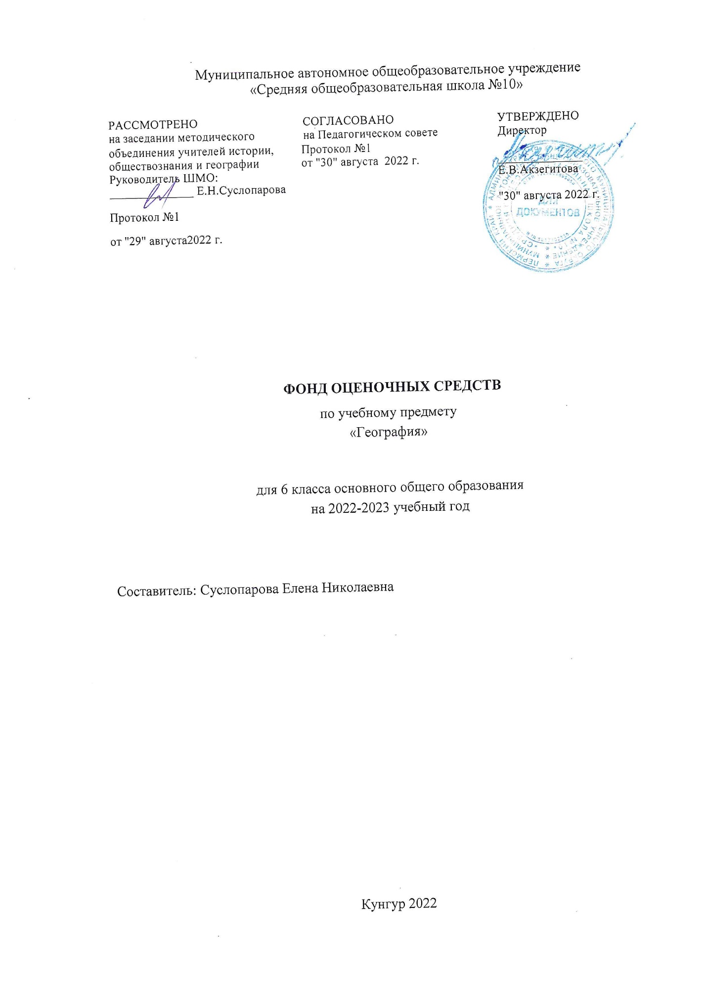 Муниципальное автономное общеобразовательное учреждение
«Средняя общеобразовательная школа №10»
РАССМОТРЕНО
на заседании методического
объединения учителей истории,
обществознания и географии
Руководитель ШМО:
______________ Е.Н.Суслопарова
Протокол №1
от "29" августа2022 г.
СОГЛАСОВАНО
на Педагогическом совете
Протокол №1
от "30" августа 2022 г.
УТВЕРЖДЕНО
Директор
______________
Е.В.Акзегитова
"30" августа 2022 г.
ДЛЯ
ДОКУМЕНТОВ
ФОНД ОЦЕНОЧНЫХ СРЕДСТВ
по учебному предмету
«География»
для 6 класса основного общего образования
на 2022-2023 учебный год
Составитель: Суслопарова Елена Николаевна
Кунгур 2022